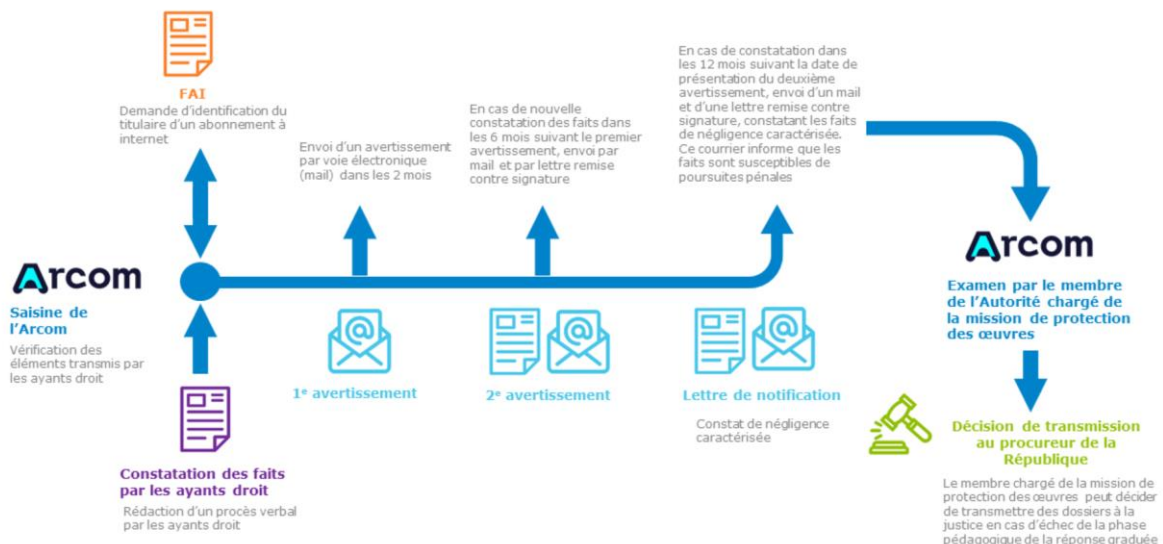 FAI
Demande d'identification du
titulaire d'un abonnement à
internet
Arcom
Saisine de
l'Arcom
Vérification des
éléments transmis par
les ayants droit
Constatation des faits
par les ayants droit
Rédaction d'un procès verbal
par les ayants droit
Envoi d'un avertissement
par voie électronique
(mail) dans les 2 mois
1e avertissement
En cas de nouvelle
constatation des faits dans
les 6 mois suivant le premier
avertissement, envoi par
mail et par lettre remise
contre signature
2e avertissement
En cas de constatation dans
les 12 mois suivant la date de
présentation du deuxième
avertissement, envoi d'un mail
et d'une lettre remise contre
signature, constatant les faits
de négligence caractérisée.
Ce courrier informe que les
faits sont susceptibles de
poursuites pénales
Lettre de notification
Constat de négligence
caractérisée
Arcom
Examen par le membre
de l'Autorité chargé de
la mission de protection
des œuvres
Décision de transmission
au procureur de la
République
Le membre chargé de la mission de
protection des œuvres peut décider
de transmettre des dossiers à la
justice en cas d'échec de la phase
pédagogique de la réponse graduée